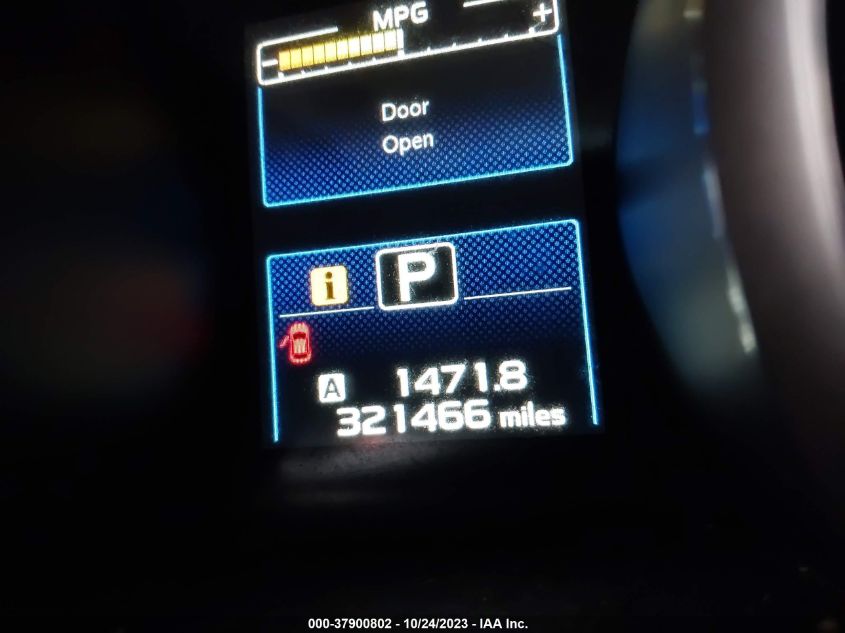 MPG
- +
Door
Open
i P
A 1471.8
321466 miles
000-37900802 - 10/24/2023 - IAA Inc.